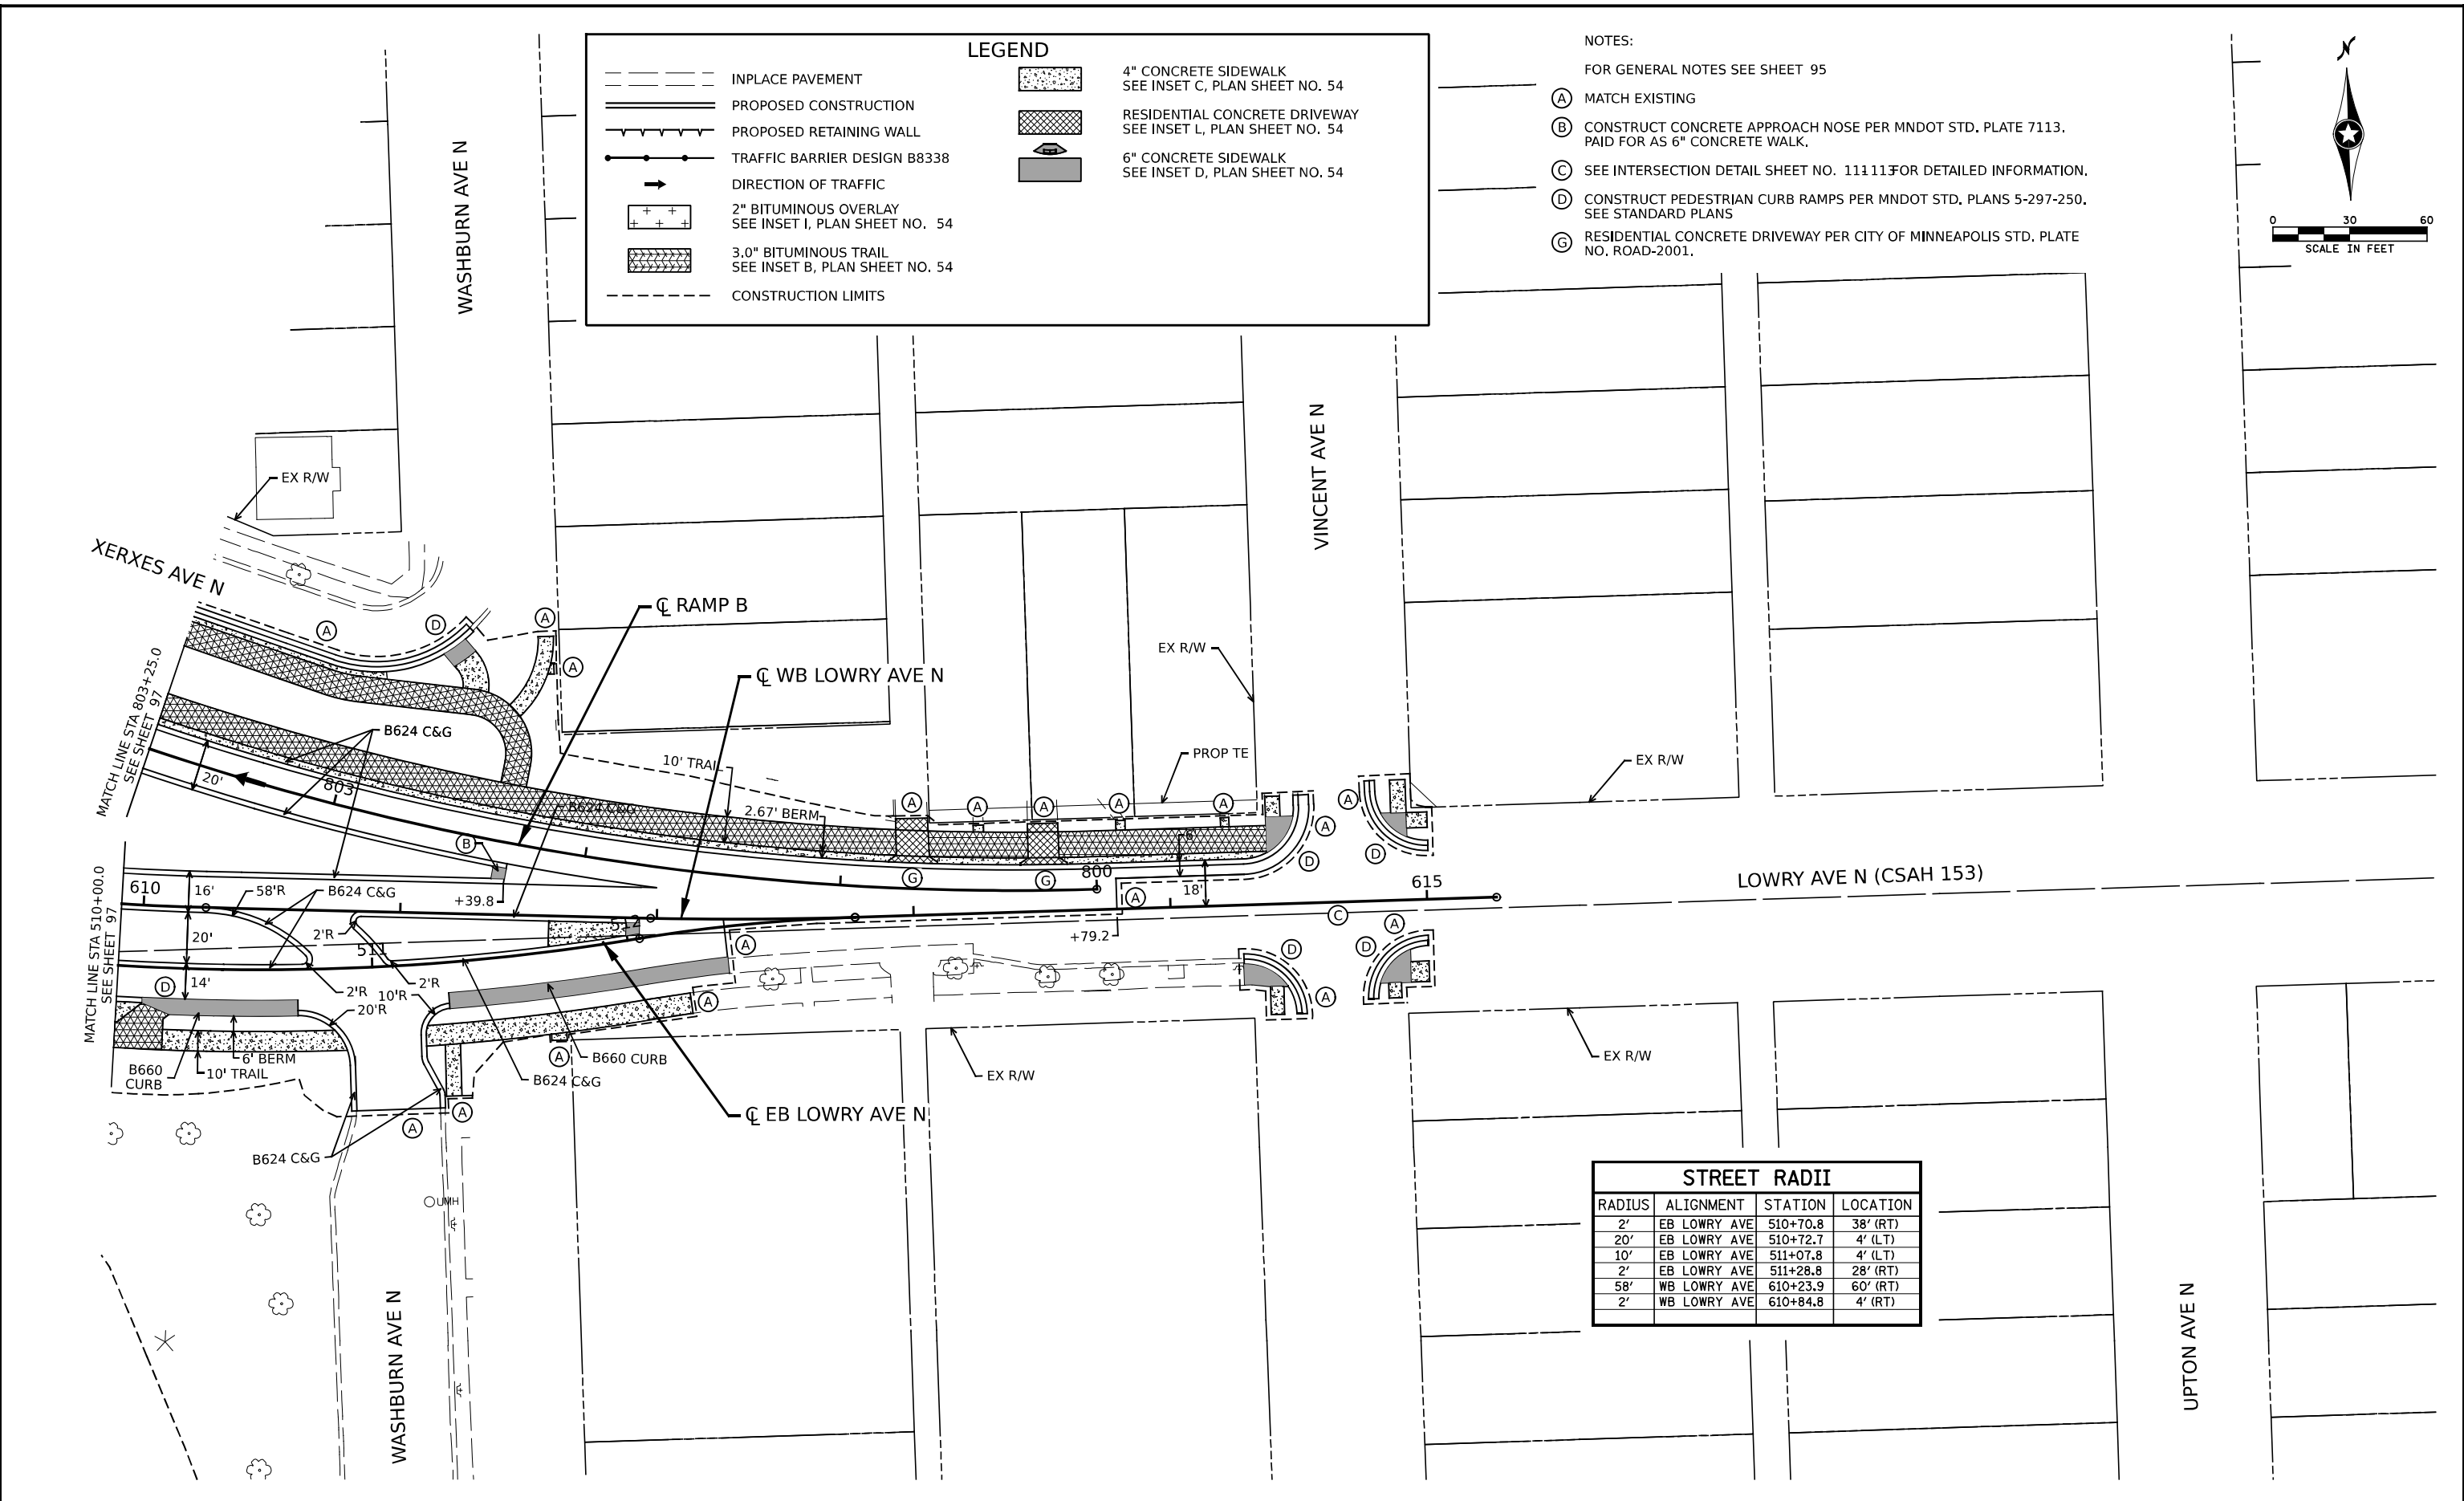 LEGEND
INPLACE PAVEMENT
PROPOSED CONSTRUCTION
PROPOSED RETAINING WALL
TRAFFIC BARRIER DESIGN B8338
DIRECTION OF TRAFFIC
2" BITUMINOUS OVERLAY
SEE INSET I, PLAN SHEET NO. 54
3.0" BITUMINOUS TRAIL
SEE INSET B, PLAN SHEET NO. 54
CONSTRUCTION LIMITS
4" CONCRETE SIDEWALK
SEE INSET C, PLAN SHEET NO. 54
RESIDENTIAL CONCRETE DRIVEWAY
SEE INSET L, PLAN SHEET NO. 54
6" CONCRETE SIDEWALK
SEE INSET D, PLAN SHEET NO. 54
NOTES:
FOR GENERAL NOTES SEE SHEET 95
A MATCH EXISTING
B CONSTRUCT CONCRETE APPROACH NOSE PER MNDOT STD. PLATE 7113.
PAID FOR AS 6" CONCRETE WALK.
C SEE INTERSECTION DETAIL SHEET NO. 111-113 FOR DETAILED INFORMATION.
D CONSTRUCT PEDESTRIAN CURB RAMPS PER MNDOT STD. PLANS 5-297-250.
SEE STANDARD PLANS
G RESIDENTIAL CONCRETE DRIVEWAY PER CITY OF MINNEAPOLIS STD. PLATE
NO. ROAD-2001.
N
0 30 60
SCALE IN FEET
WASHBURN AVE N
VINCENT AVE N
EX R/W
XERXES AVE N
A
D
A
A
℄ RAMP B
℄ WB LOWRY AVE N
EX R/W
MATCH LINE STA 803+25.0
SEE SHEET 97
B624 C&G
20'
803
10' TRAIL
B624 C&G
2.67' BERM
PROP TE
EX R/W
A
A
A
A
A
A
A
B
D
D
6'
G
G
800
18'
A
610
16'
58'R
B624 C&G
+39.8
615
LOWRY AVE N (CSAH 153)
C
MATCH LINE STA 510+00.0
SEE SHEET 97
20'
2'R
511
512
A
+79.2
D
D
A
A
D
14'
2'R
2'R
10'R
20'R
A
6' BERM
10' TRAIL
B660
CURB
A
B660 CURB
B624 C&G
EX R/W
EX R/W
A
A
℄ EB LOWRY AVE N
B624 C&G
UMH
WASHBURN AVE N
UPTON AVE N
STREET RADII
RADIUS ALIGNMENT STATION LOCATION
2' EB LOWRY AVE 510+70.8 38' (RT)
20' EB LOWRY AVE 510+72.7 4' (LT)
10' EB LOWRY AVE 511+07.8 4' (LT)
2' EB LOWRY AVE 511+28.8 28' (RT)
58' WB LOWRY AVE 610+23.9 60' (RT)
2' WB LOWRY AVE 610+84.8 4' (RT)